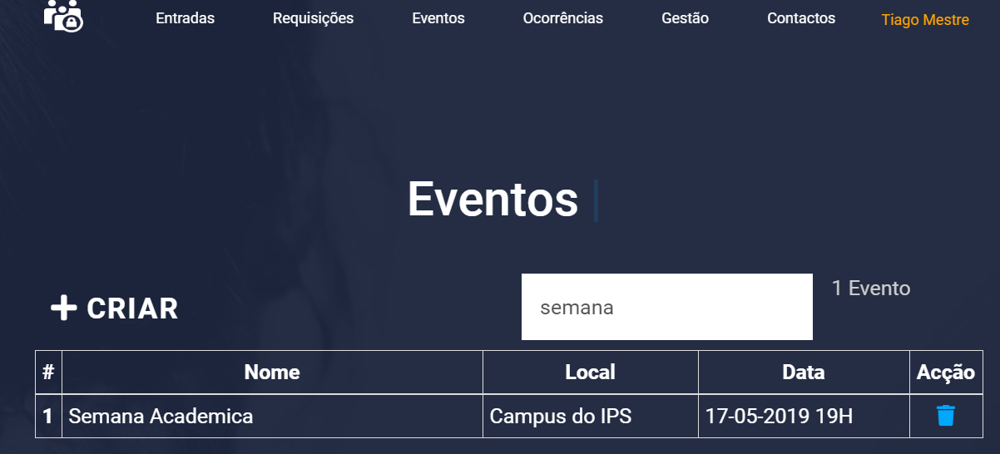 Entradas Requisições Eventos Ocorrências Gestão Contactos Tiago Mestre
Eventos
CRIAR semana 1 Evento
# Nome Local Data Acção
1 Semana Academica Campus do IPS 17-05-2019 19H